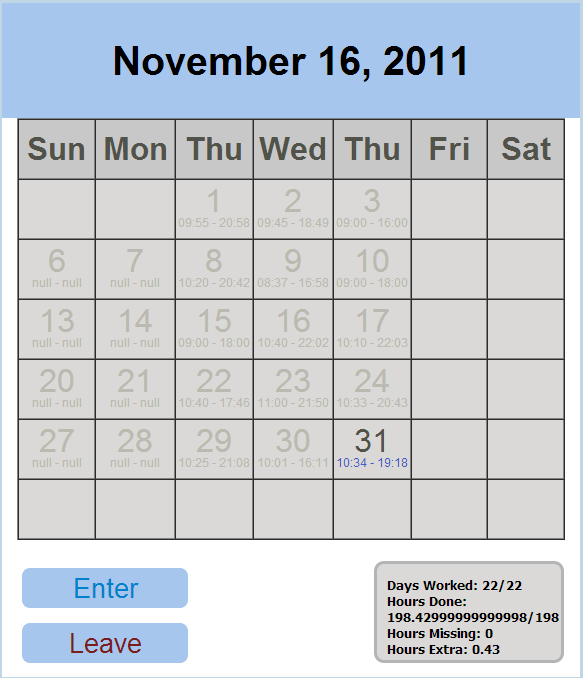 November 16, 2011
Sun Mon Thu Wed Thu Fri Sat
1 2 3
09:55 - 20:58 09:45 - 18:49 09:00 - 16:00
6 7 8 9 10
null - null null - null 10:20 - 20:42 08:37 - 16:58 09:00 - 18:00
13 14 15 16 17
null - null null - null 09:00 - 18:00 10:40 - 22:02 10:10 - 22:03
20 21 22 23 24
null - null null - null 10:40 - 17:46 11:00 - 21:50 10:33 - 20:43
27 28 29 30 31
null - null null - null 10:25 - 21:08 10:01 - 16:11 10:34 - 19:18
Enter
Leave
Days Worked: 22/22
Hours Done:
198.42999999999998/198
Hours Missing: 0
Hours Extra: 0.43